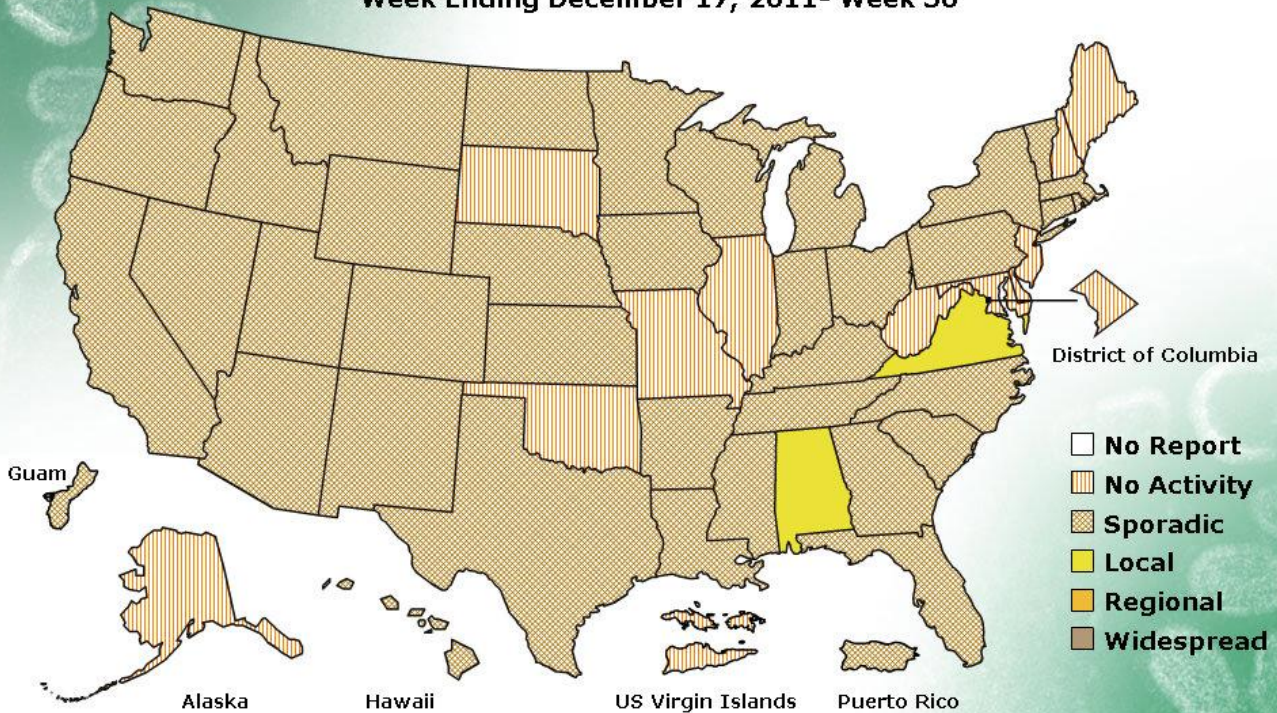 Week Ending December 17, 2011- Week 50
District of Columbia
No Report
Guam
No Activity
Sporadic
Local
Regional
Widespread
Alaska
Hawaii
US Virgin Islands
Puerto Rico